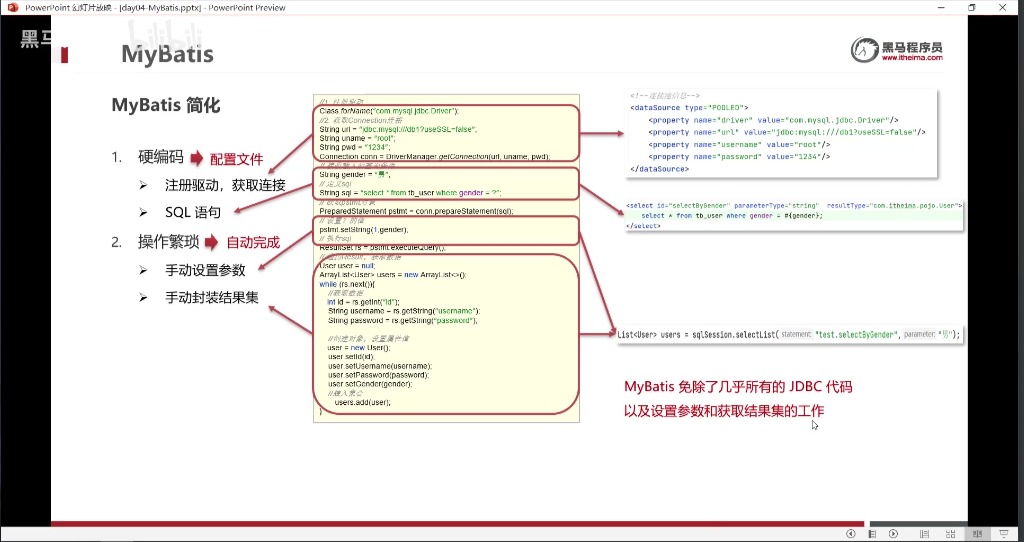 PowerPoint 幻灯片放映 - [day04-MyBatis.pptx] - PowerPoint Preview
黑马
bilibili
MyBatis
黑马程序员
www.itheima.com
MyBatis 简化
1. 硬编码 配置文件
注册驱动，获取连接
SQL 语句
2. 操作繁琐 自动完成
手动设置参数
手动封装结果集
//1. 注册驱动
Class.forName("com.mysql.jdbc.Driver");
//2. 获取Connection连接
String url = "jdbc:mysql:///db1?useSSL=false";
String uname = "root";
String pwd = "1234";
Connection conn = DriverManager.getConnection(url, uname, pwd);
String gender = "男";
// 定义sql
String sql = "select * from tb_user where gender = ?";
// 获取pstmt对象
PreparedStatement pstmt = conn.prepareStatement(sql);
// 设置?的值
pstmt.setString(1,gender);
// 执行sql
ResultSet rs = pstmt.executeQuery();
// 遍历Result，获取数据
User user = null;
ArrayList<User> users = new ArrayList<>();
while (rs.next()){
//获取数据
int id = rs.getInt("id");
String username = rs.getString("username");
String password = rs.getString("password");
//创建对象，设置属性值
user = new User();
user.setId(id);
user.setUsername(username);
user.setPassword(password);
user.setGender(gender);
//装入集合
users.add(user);
}
<!--连接池信息-->
<dataSource type="POOLED">
<property name="driver" value="com.mysql.jdbc.Driver"/>
<property name="url" value="jdbc:mysql:///db1?useSSL=false"/>
<property name="username" value="root"/>
<property name="password" value="1234"/>
</dataSource>
<select id="selectByGender" parameterType="string" resultType="com.itheima.pojo.User">
select * from tb_user where gender = #{gender};
</select>
List<User> users = sqlSession.selectList( statement: "test.selectByGender", parameter: "男");
MyBatis 免除了几乎所有的 JDBC 代码
以及设置参数和获取结果集的工作